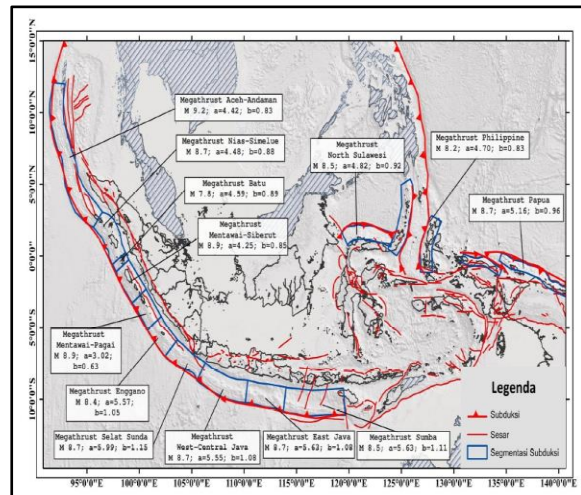 15°0'0"N
10°0'0"N
5°0'0"N
0°0'0"
5°0'0"S
10°0'0"S
Megathrust Aceh-Andaman
M 9.2; a=4.42; b=0.83
Megathrust Nias-Simelue
M 8.7; a=4.48; b=0.88
Megathrust Batu
M 7.8; a=4.59; b=0.89
Megathrust
Mentawai-Siberut
M 8.9; a=4.25; b=0.85
Megathrust
North Sulawesi
M 8.5; a=4.82; b=0.92
Megathrust Philippine
M 8.2; a=4.70; b=0.83
Megathrust Papua
M 8.7; a=5.16; b=0.96
Megathrust
Mentawai-Pagai
M 8.9; a=3.02;
b=0.63
Megathrust Enggano
M 8.4; a=5.57;
b=1.05
Megathrust Selat Sunda
M 8.7; a=5.99; b=1.15
Megathrust
West-Central Java
M 8.7; a=5.55; b=1.08
Megathrust East Java
M 8.7; a=5.63; b=1.08
Megathrust Sumba
M 8.5; a=5.63; b=1.11
Legenda
Subduksi
Sesar
Segmentasi Subduksi
95°0'0"E 100°0'0"E 105°0'0"E 110°0'0"E 115°0'0"E 120°0'0"E 125°0'0"E 130°0'0"E 135°0'0"E 140°0'0"E